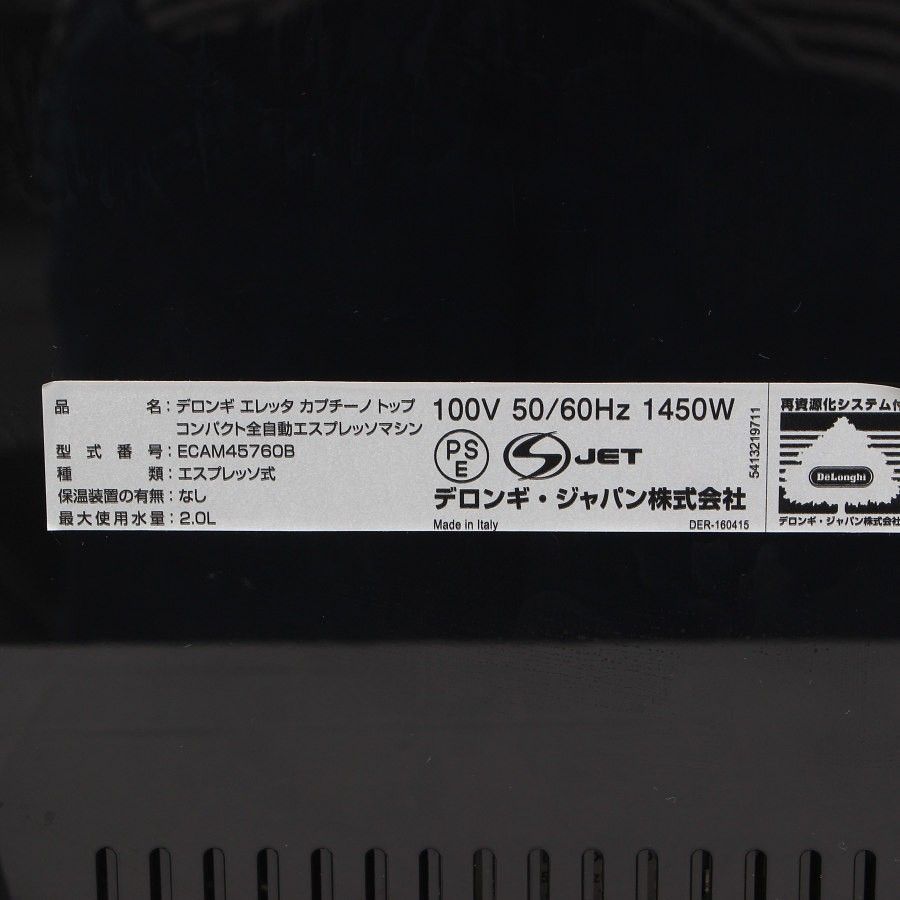 品 名：デロンギ エレッタ カプチーノ トップ
コンパクト全自動エスプレッソマシン
型式番号：ECAM45760B
種 類：エスプレッソ式
保温装置の有無：なし
最大使用水量：2.0L
100V 50/60Hz 1450W
PS
E
S JET
デロンギ・ジャパン株式会社
Made in Italy
DER-160415
5413219711
再資源化システム付
DeLonghi
デロンギ・ジャパン株式会社